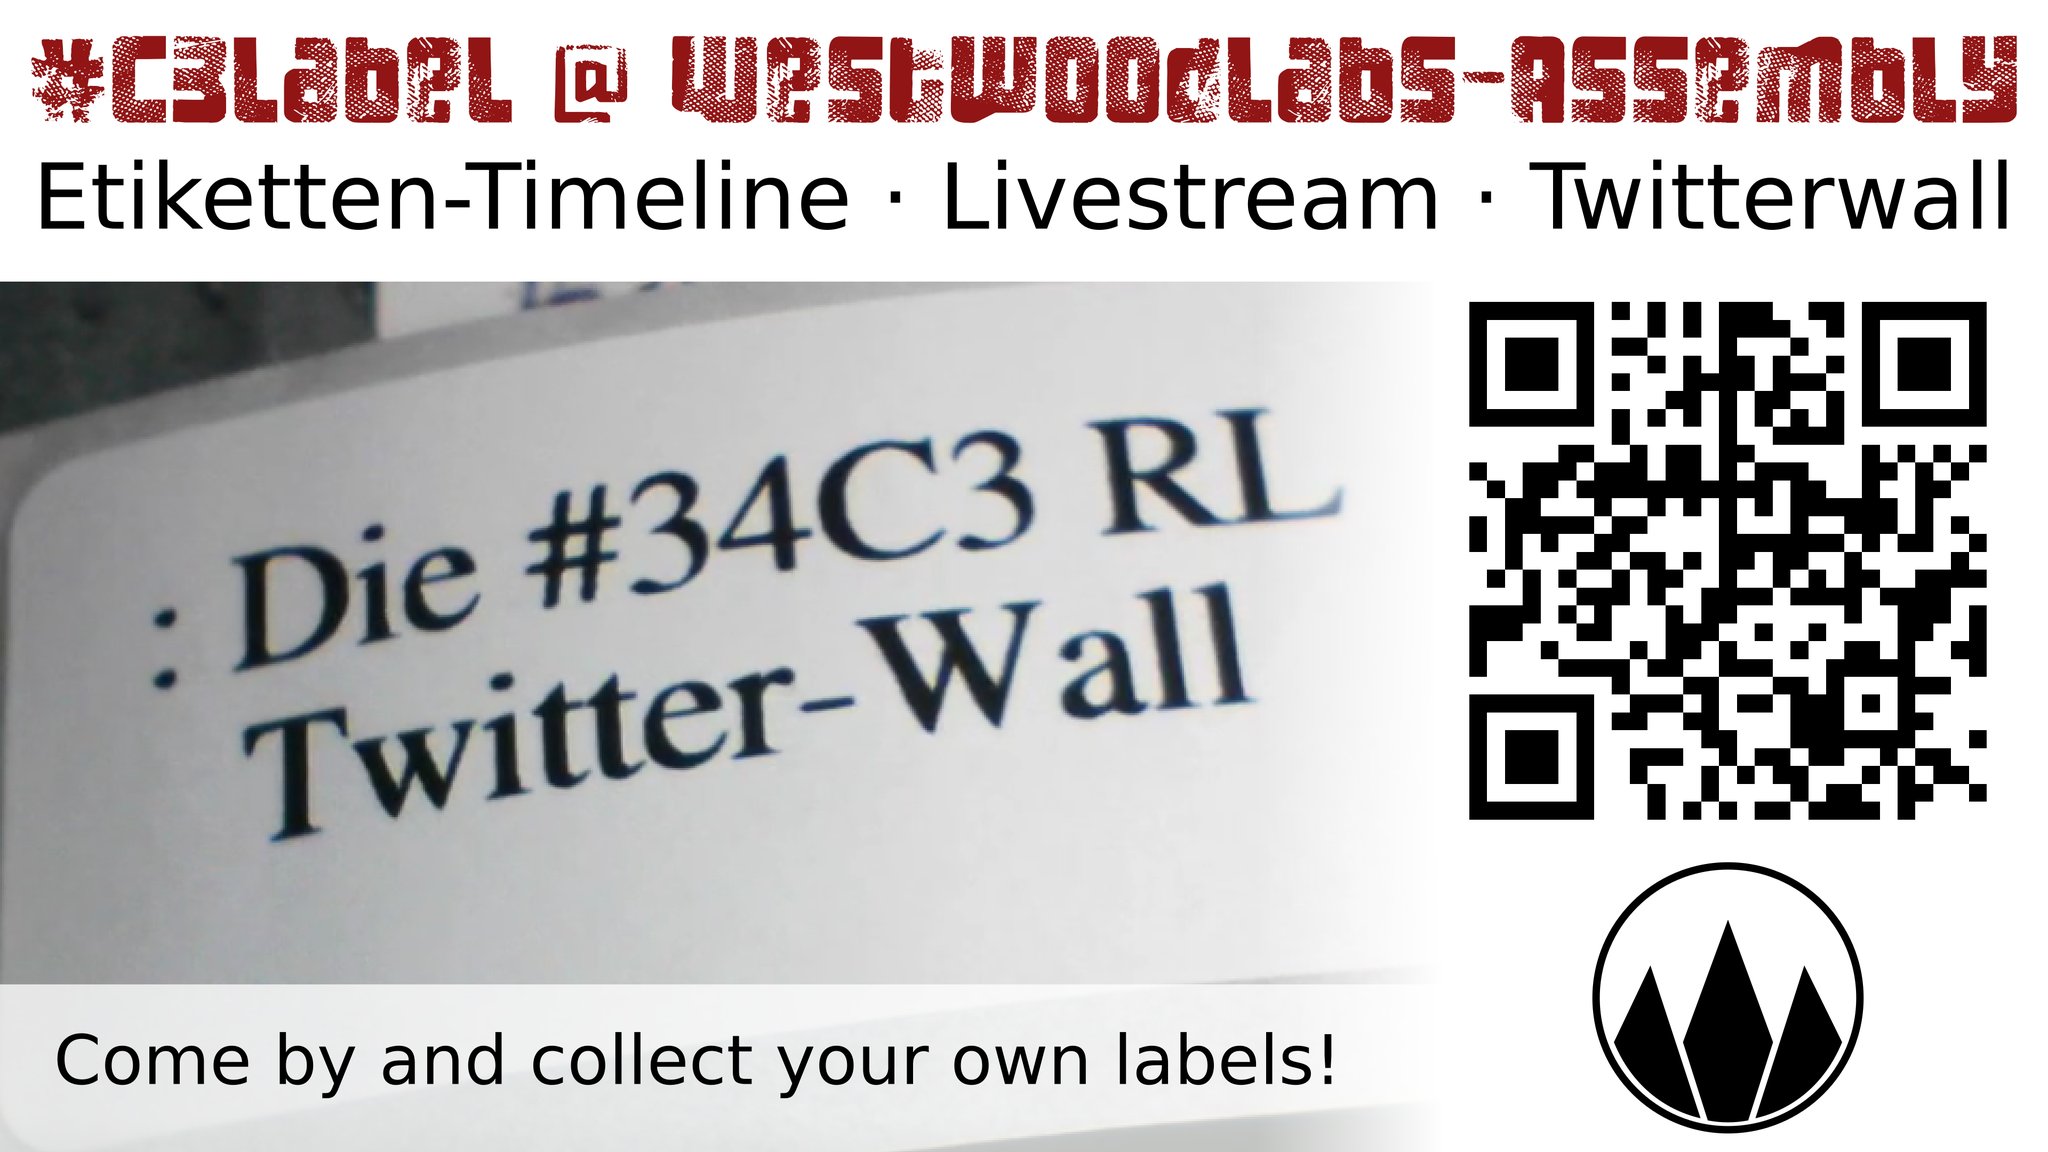 #C3Label @ WestWoodLabs-Assembly
Etiketten-Timeline · Livestream · Twitterwall
: Die #34C3 RL
Twitter-Wall
Come by and collect your own labels!